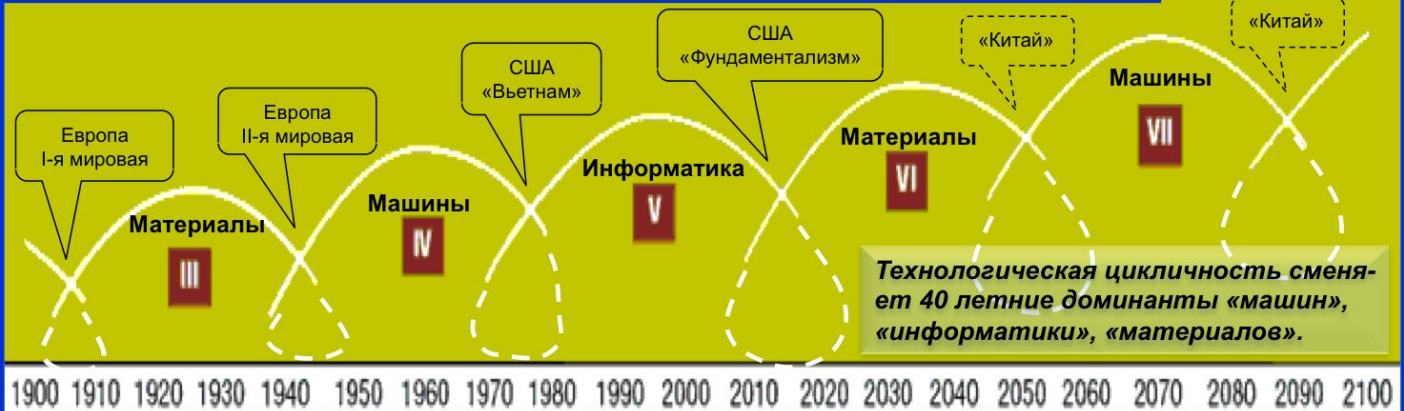 «Китай»
США
«Фундаментализм»
«Китай»
США
«Вьетнам»
Машины
Европа
II-я мировая
Европа
I-я мировая
Материалы
VII
Информатика
VI
Машины
V
Материалы
IV
III
Технологическая цикличность сменя-
ет 40 летние доминанты «машин»,
«информатики», «материалов».
1900 1910 1920 1930 1940 1950 1960 1970 1980 1990 2000 2010 2020 2030 2040 2050 2060 2070 2080 2090 2100